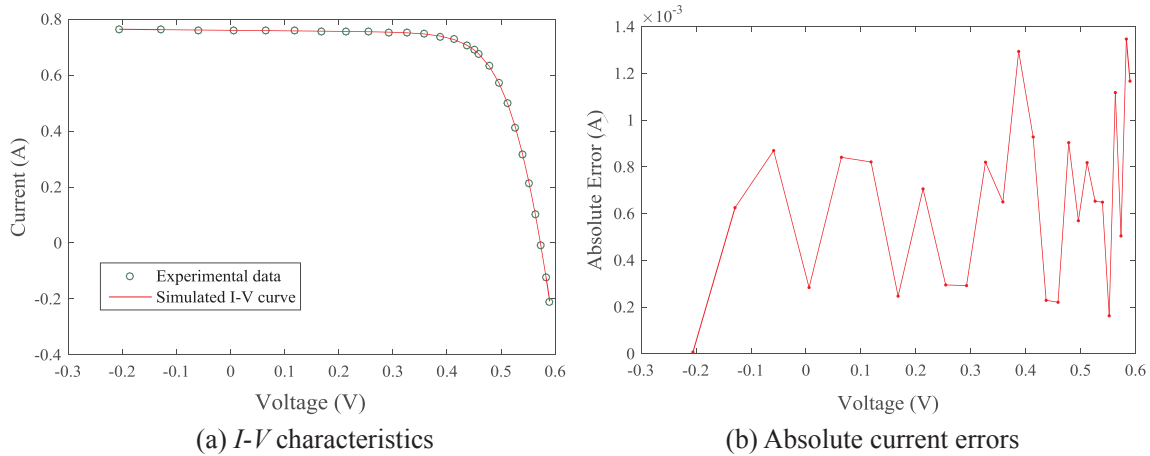 0.8
0.6
0.4
0.2
0
-0.2
-0.4
Current (A)
Experimental data
Simulated I-V curve
-0.3 -0.2 -0.1 0 0.1 0.2 0.3 0.4 0.5 0.6
Voltage (V)
(a) I-V characteristics
×10-3
1.4
1.4
1.2
1
0.8
0.6
0.4
0.2
0
Absolute Error (A)
-0.3 -0.2 -0.1 0 0.1 0.2 0.3 0.4 0.5 0.6
Voltage (V)
(b) Absolute current errors